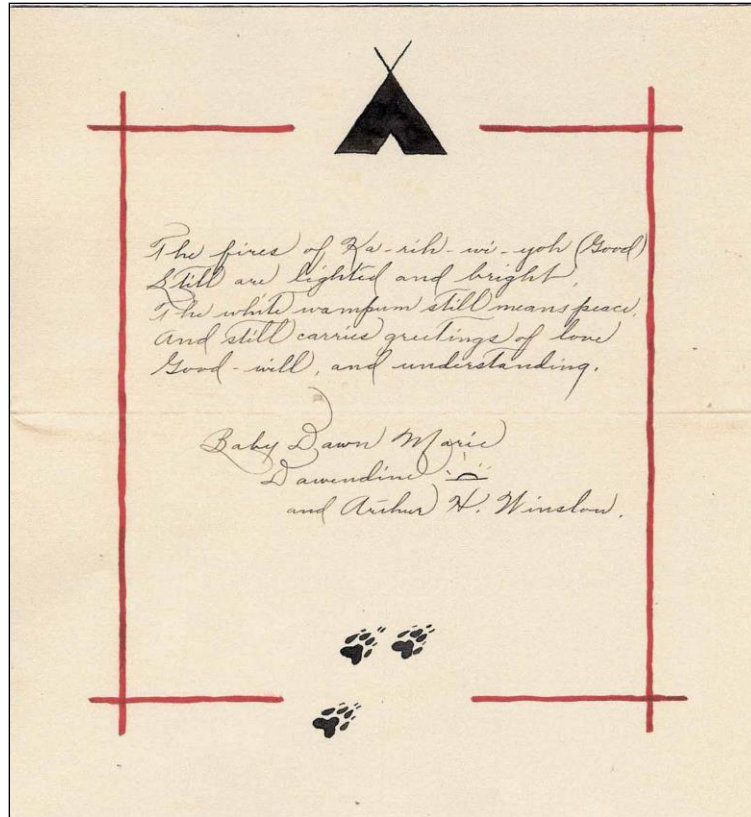 The fires of Ka-rih-wi-yoh (Good)
Still are lighted and bright,
The white wampum still means peace,
And still carries greetings of love
Good-will, and understanding.
Baby Dawn Marie
Dawendine
and Arthur H. Winslow.